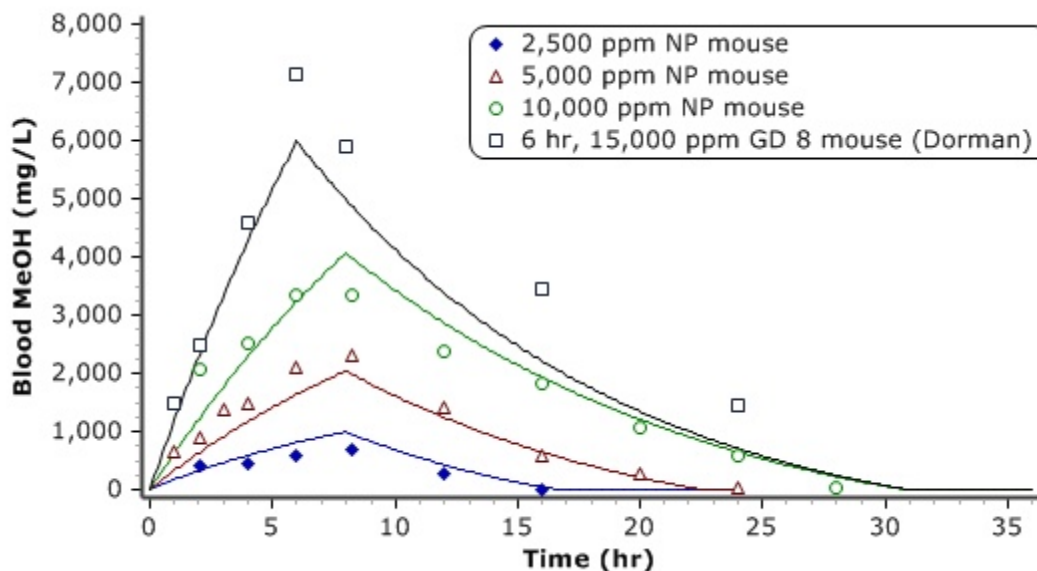 8,000
7,000
6,000
5,000
4,000
3,000
2,000
1,000
0
Blood MeOH (mg/L)
2,500 ppm NP mouse
5,000 ppm NP mouse
10,000 ppm NP mouse
6 hr, 15,000 ppm GD 8 mouse (Dorman)
0 5 10 15 20 25 30 35
Time (hr)